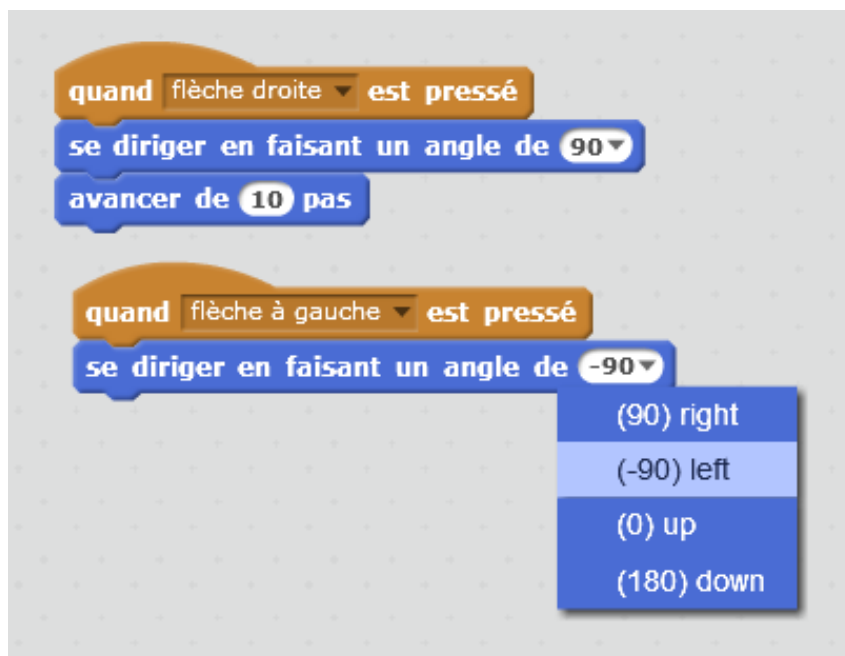 quand flèche droite est pressé
se diriger en faisant un angle de 90
avancer de 10 pas
quand flèche à gauche est pressé
se diriger en faisant un angle de -90
(90) right
(-90) left
(0) up
(180) down